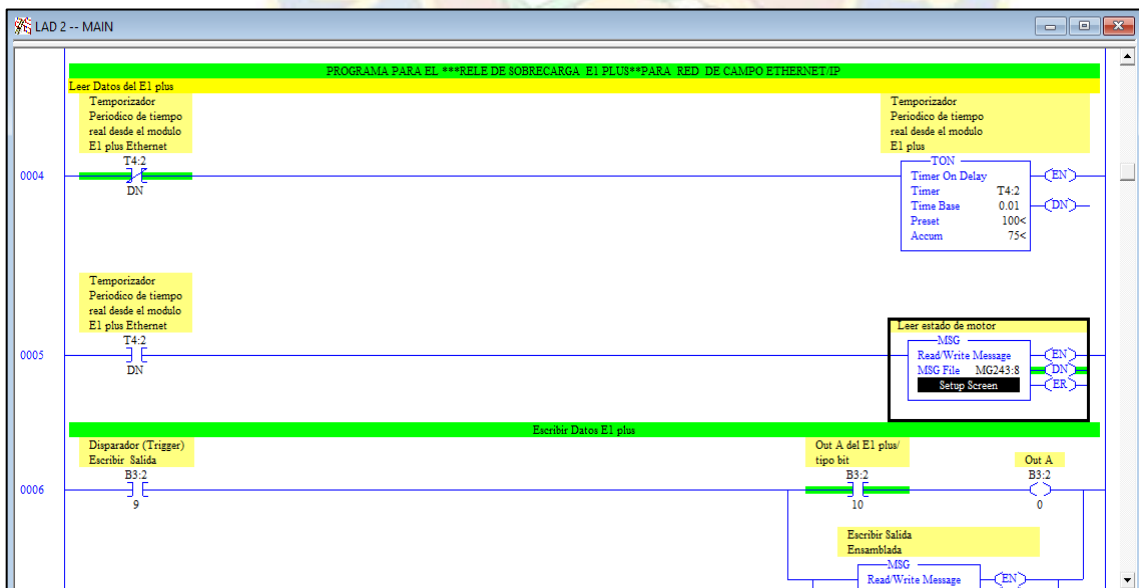 LAD 2 -- MAIN
PROGRAMA PARA EL ***RELE DE SOBRECARGA E1 PLUS**PARA RED DE CAMPO ETHERNET/IP
Leer Datos del E1 plus
Temporizador
Periodico de tiempo
real desde el modulo
E1 plus Ethernet
T4:2
DN
0004
Temporizador
Periodico de tiempo
real desde el modulo
E1 plus
TON
Timer On Delay
Timer T4:2
Time Base 0.01
Preset 100<
Accum 75<
EN
DN
Temporizador
Periodico de tiempo
real desde el modulo
E1 plus Ethernet
T4:2
DN
0005
Leer estado de motor
MSG
Read/Write Message
MSG File MG243:8
Setup Screen
EN
DN
ER
Escribir Datos E1 plus
Disparador (Trigger)
Escribir Salida
B3:2
9
0006
Out A del E1 plus/
tipo bit
B3:2
10
Out A
B3:2
0
Escribir Salida
Ensamblada
MSG
Read/Write Message
EN